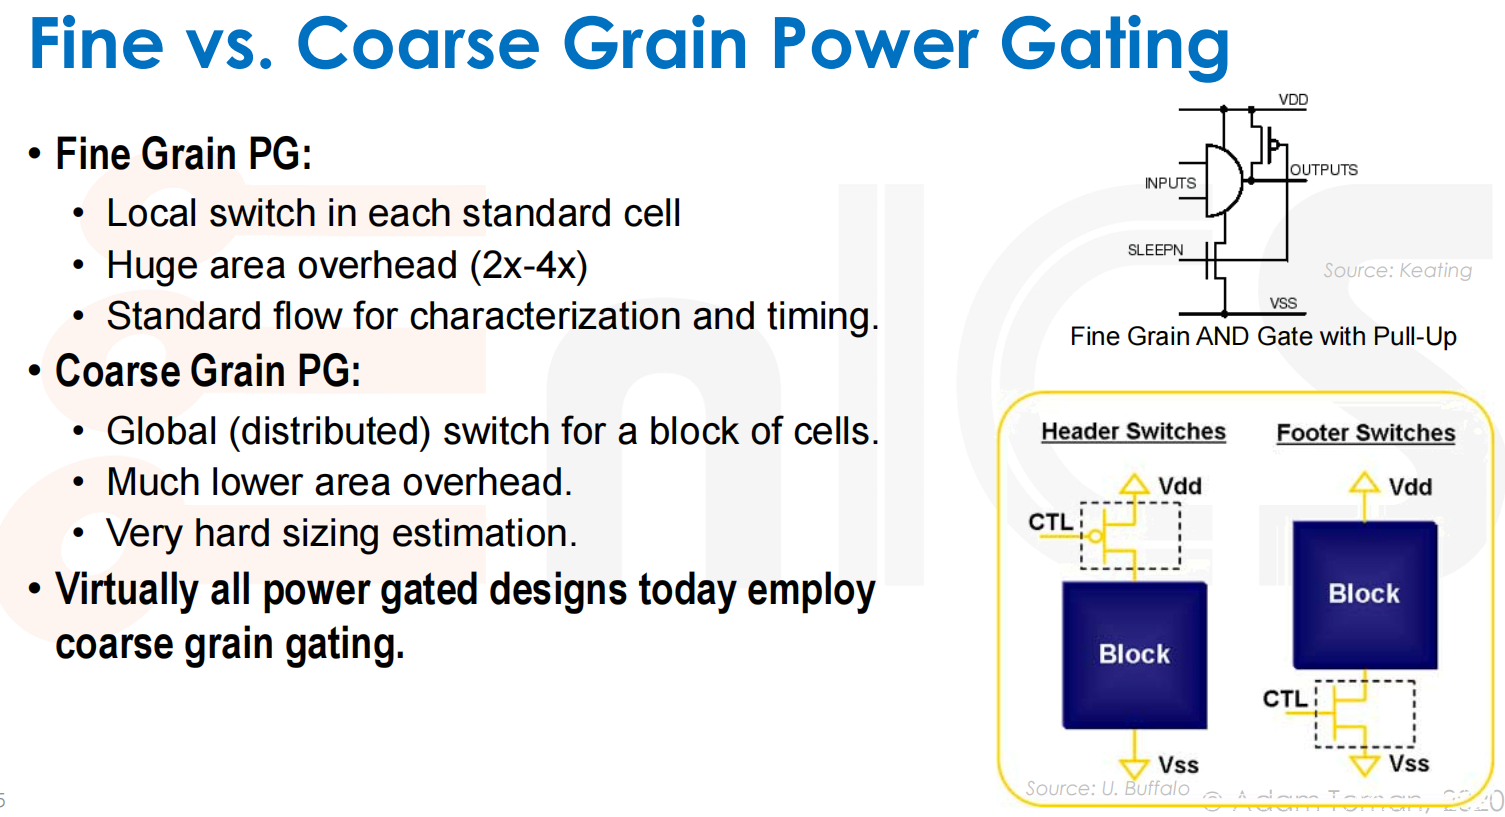 Fine vs. Coarse Grain Power Gating
• Fine Grain PG:
• Local switch in each standard cell
• Huge area overhead (2x-4x)
• Standard flow for characterization and timing.
• Coarse Grain PG:
• Global (distributed) switch for a block of cells.
• Much lower area overhead.
• Very hard sizing estimation.
• Virtually all power gated designs today employ
coarse grain gating.
VDD
OUTPUTS
INPUTS
SLEEPN
Source: Keating
VSS
Fine Grain AND Gate with Pull-Up
Header Switches
Footer Switches
Vdd
Vdd
CTL
Block
Block
CTL
Vss
Vss
Source: U. Buffalo
EnICS